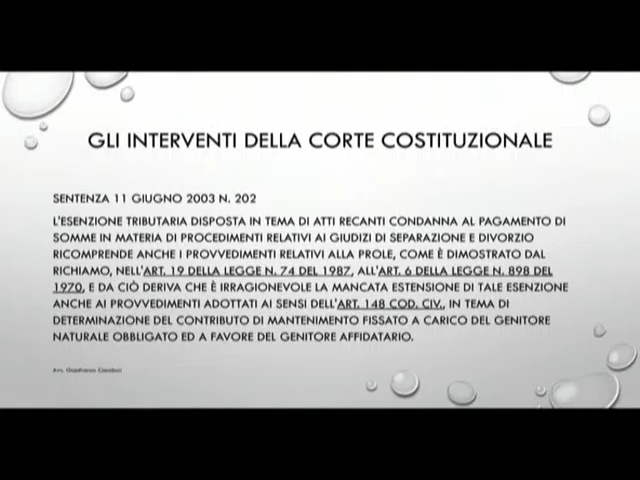 GLI INTERVENTI DELLA CORTE COSTITUZIONALE
SENTENZA 11 GIUGNO 2003 N. 202
L'ESENZIONE TRIBUTARIA DISPOSTA IN TEMA DI ATTI RECANTI CONDANNA AL PAGAMENTO DI
SOMME IN MATERIA DI PROCEDIMENTI RELATIVI AI GIUDIZI DI SEPARAZIONE E DIVORZIO
RICOMPRENDE ANCHE I PROVVEDIMENTI RELATIVI ALLA PROLE, COME È DIMOSTRATO DAL
RICHIAMO, NELL'ART. 19 DELLA LEGGE N. 74 DEL 1987, ALL'ART. 6 DELLA LEGGE N. 898 DEL
1970, E DA CIÒ DERIVA CHE È IRRAGIONEVOLE LA MANCATA ESTENSIONE DI TALE ESENZIONE
ANCHE AI PROVVEDIMENTI ADOTTATI AI SENSI DELL'ART. 148 COD. CIV., IN TEMA DI
DETERMINAZIONE DEL CONTRIBUTO DI MANTENIMENTO FISSATO A CARICO DEL GENITORE
NATURALE OBBLIGATO ED A FAVORE DEL GENITORE AFFIDATARIO.
Avv. Gianfranco